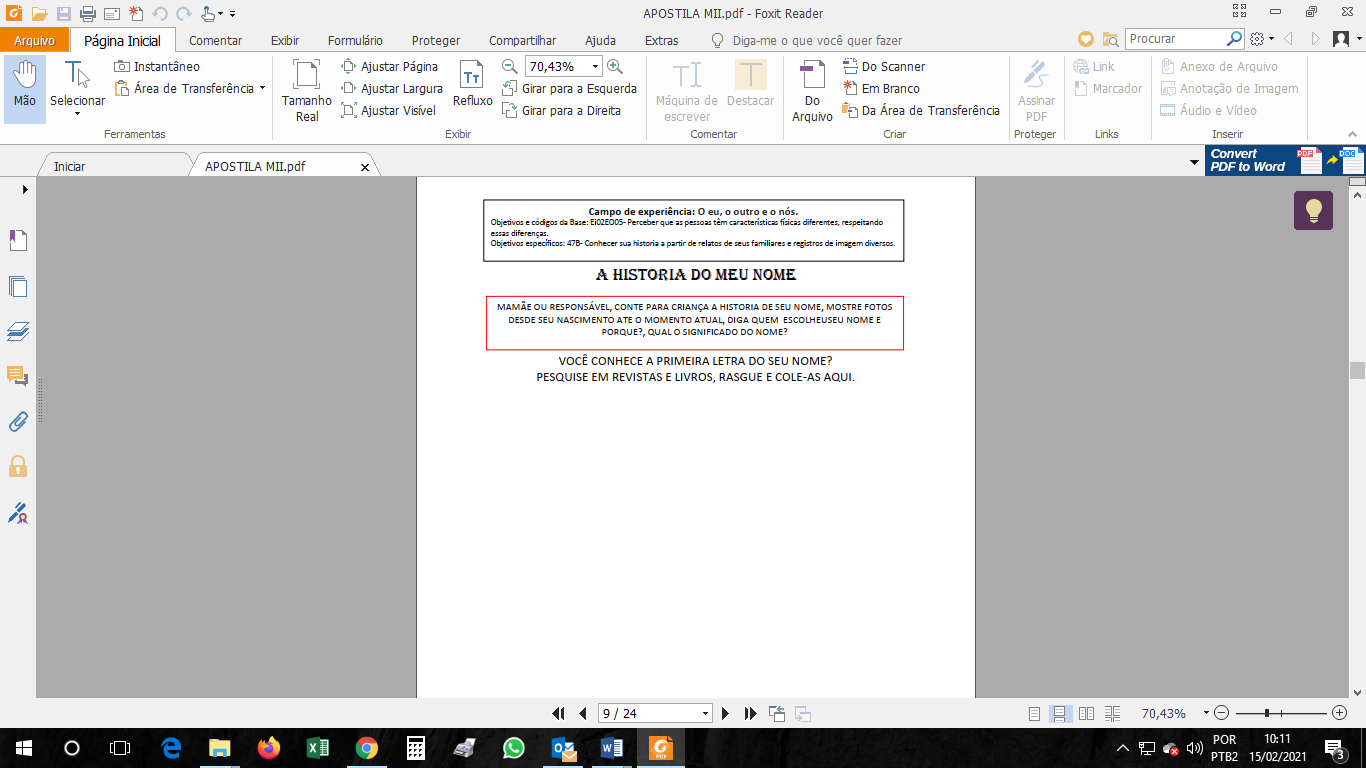 APOSTILA MII.pdf - Foxit Reader
Arquivo
Página Inicial
Comentar
Exibir
Formulário
Proteger
Compartilhar
Ajuda
Extras
Diga-me o que você quer fazer
Procurar
Mão
Selecionar
Instantâneo
Área de Transferência
Ferramentas
Tamanho
Real
Ajustar Página
Ajustar Largura
Ajustar Visível
Refluxo
70,43%
Girar para a Esquerda
Girar para a Direita
Exibir
Máquina de
escrever
Destacar
Comentar
Do
Arquivo
Do Scanner
Em Branco
Da Área de Transferência
Criar
Assinar
PDF
Proteger
Link
Marcador
Links
Anexo de Arquivo
Anotação de Imagem
Áudio e Vídeo
Inserir
Iniciar
APOSTILA MII.pdf
Convert
PDF to Word
PDF
DOC
Campo de experiência: O eu, o outro e o nós.
Objetivos e códigos da Base: Ei02EO05- Perceber que as pessoas têm características físicas diferentes, respeitando
essas diferenças.
Objetivos específicos: 47B- Conhecer sua historia a partir de relatos de seus familiares e registros de imagem diversos.
A HISTORIA DO MEU NOME
MAMÃE OU RESPONSÁVEL, CONTE PARA CRIANÇA A HISTORIA DE SEU NOME, MOSTRE FOTOS
DESDE SEU NASCIMENTO ATE O MOMENTO ATUAL, DIGA QUEM ESCOLHEUSEU NOME E
PORQUE?, QUAL O SIGNIFICADO DO NOME?
VOCÊ CONHECE A PRIMEIRA LETRA DO SEU NOME?
PESQUISE EM REVISTAS E LIVROS, RASGUE E COLE-AS AQUI.
9 / 24
70,43%
POR
PTB2
10:11
15/02/2021
3